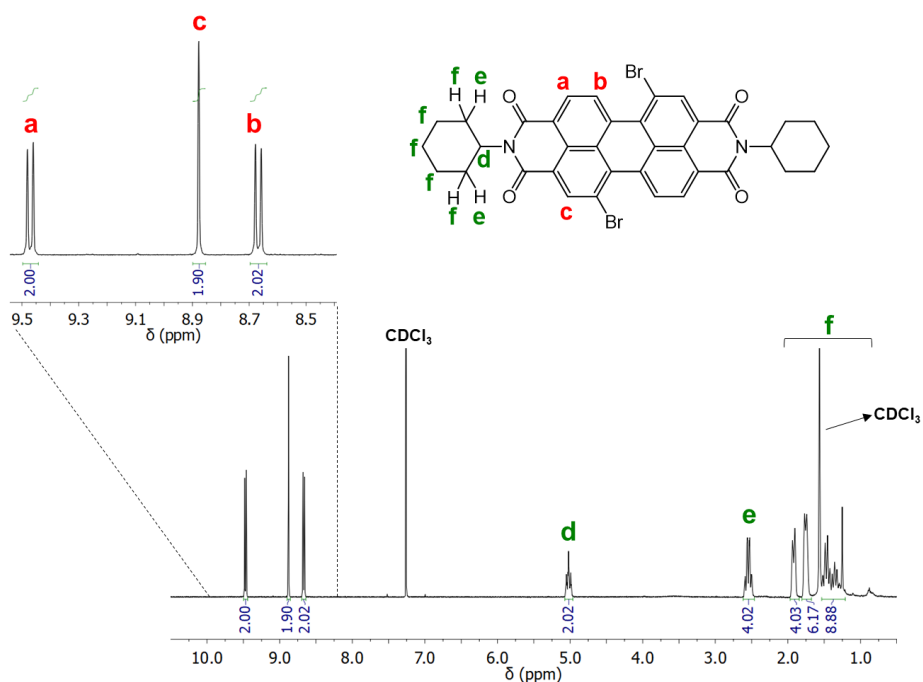 c
a
b
2.00
1.90
2.02
9.5 9.3 9.1 8.9 8.7 8.5
δ (ppm)
Br
f e a b
H H O O
f
f N d N
f
H H O O
f e c Br
CDCl3
f
CDCl3
d
e
2.00
1.90
2.02
2.02
4.02
4.03
6.17
8.88
10.0 9.0 8.0 7.0 6.0 5.0 4.0 3.0 2.0 1.0
δ (ppm)